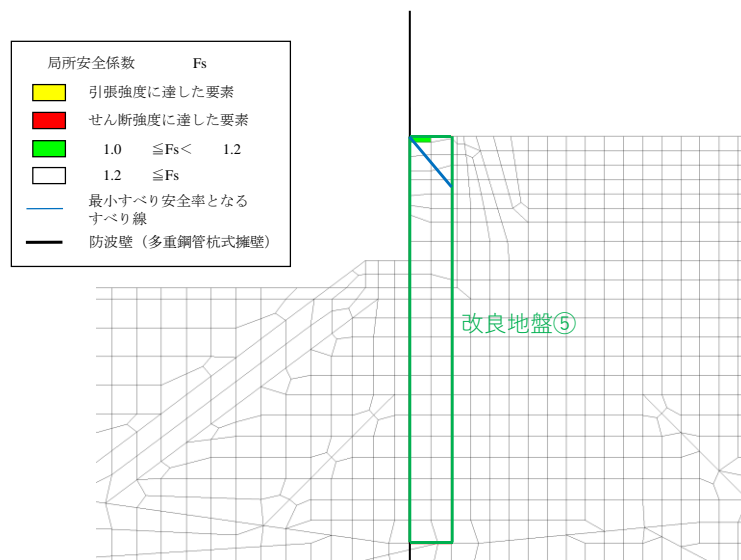 局所安全係数 Fs
引張強度に達した要素
せん断強度に達した要素
1.0 ≦Fs＜ 1.2
1.2 ≦Fs
最小すべり安全率となる
すべり線
防波壁（多重鋼管杭式擁壁）
改良地盤⑤